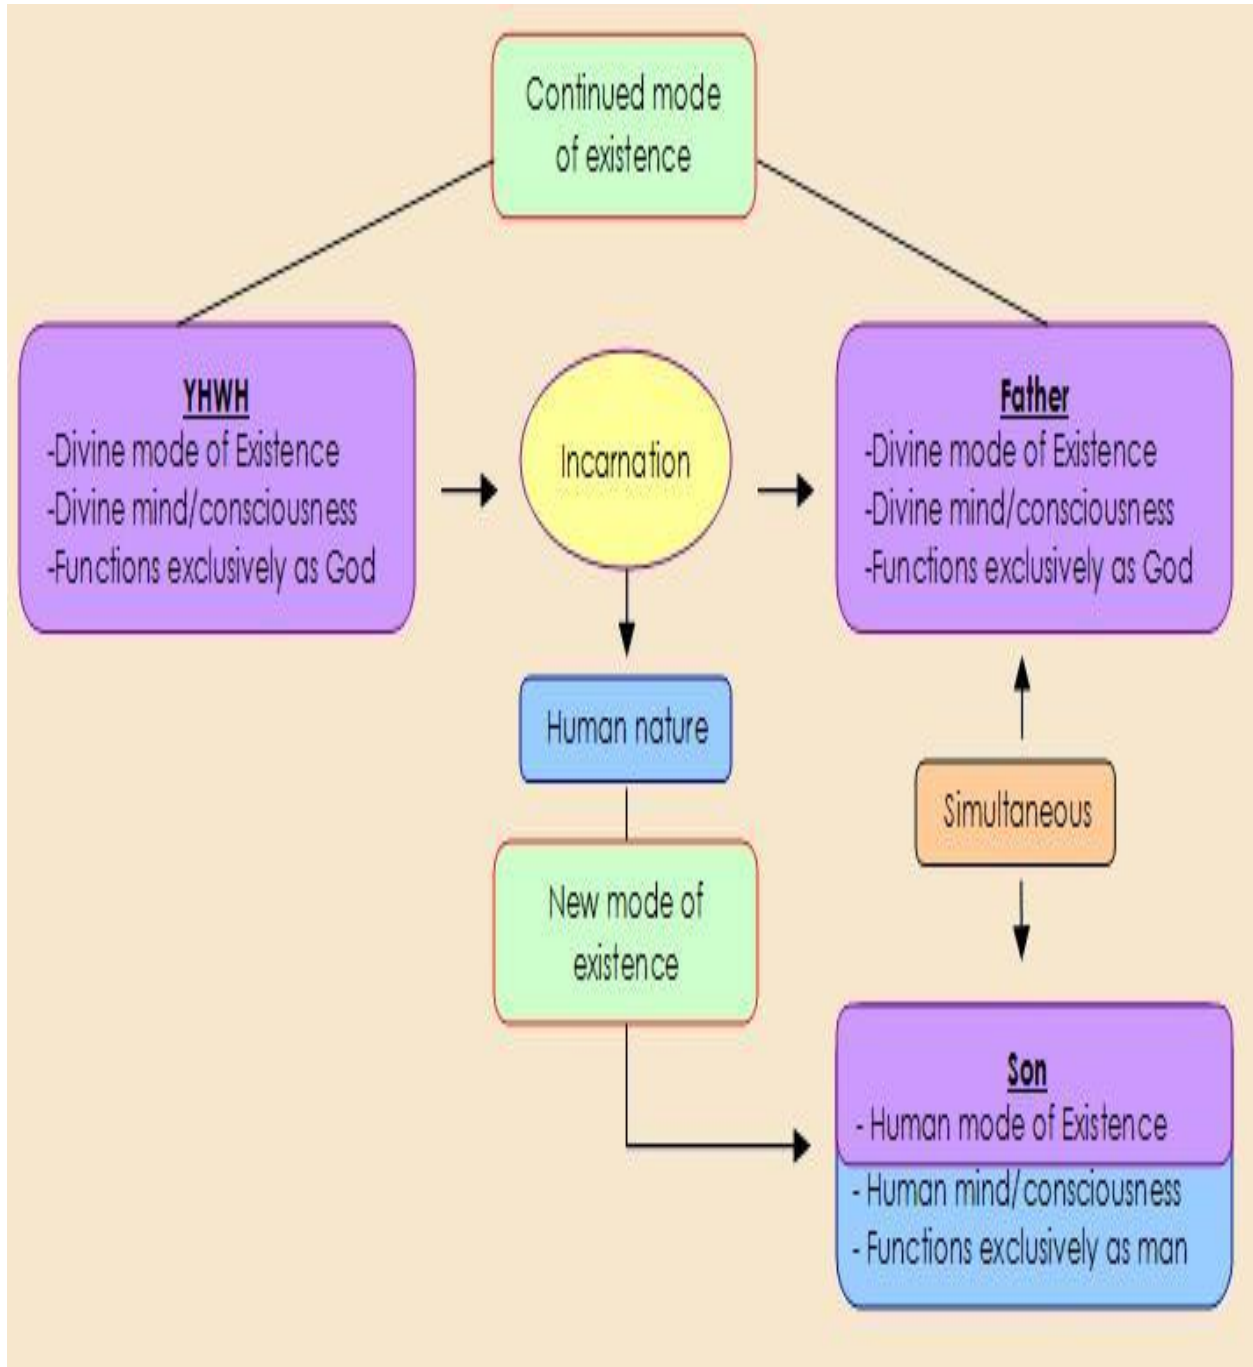 Continued mode
of existence
YHWH
-Divine mode of Existence
-Divine mind/consciousness
-Functions exclusively as God
Incarnation
Father
-Divine mode of Existence
-Divine mind/consciousness
-Functions exclusively as God
Human nature
Simultaneous
New mode of
existence
Son
- Human mode of Existence
- Human mind/consciousness
- Functions exclusively as man